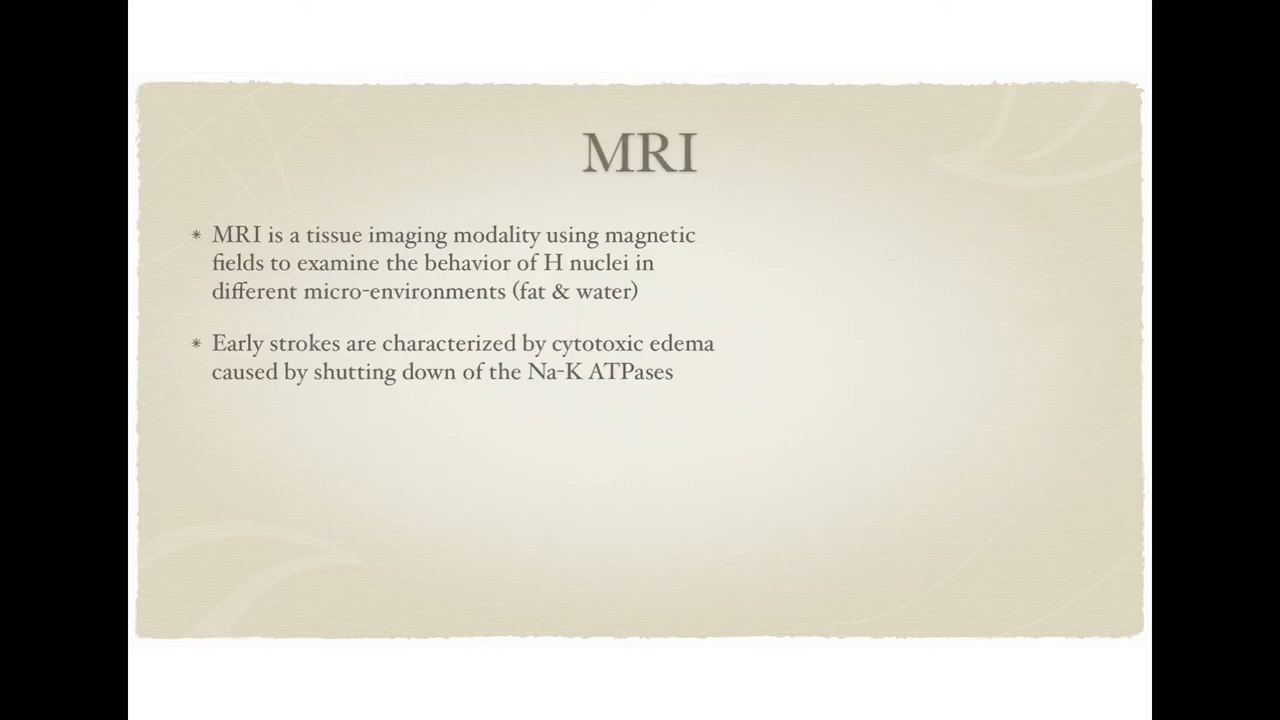 MRI
* MRI is a tissue imaging modality using magnetic
fields to examine the behavior of H nuclei in
different micro-environments (fat & water)
* Early strokes are characterized by cytotoxic edema
caused by shutting down of the Na-K ATPases